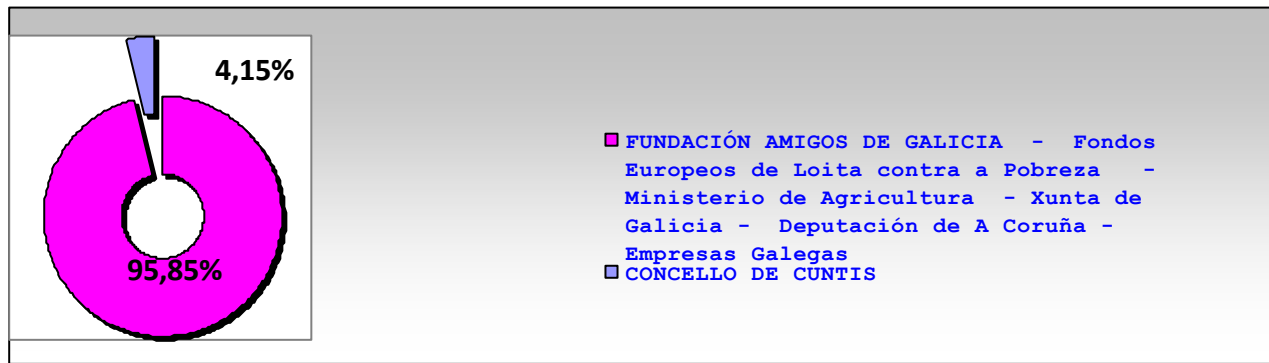 4,15%
95,85%
FUNDACIÓN AMIGOS DE GALICIA - Fondos
Europeos de Loita contra a Pobreza -
Ministerio de Agricultura - Xunta de
Galicia - Deputación de A Coruña -
Empresas Galegas
CONCELLO DE CUNTIS